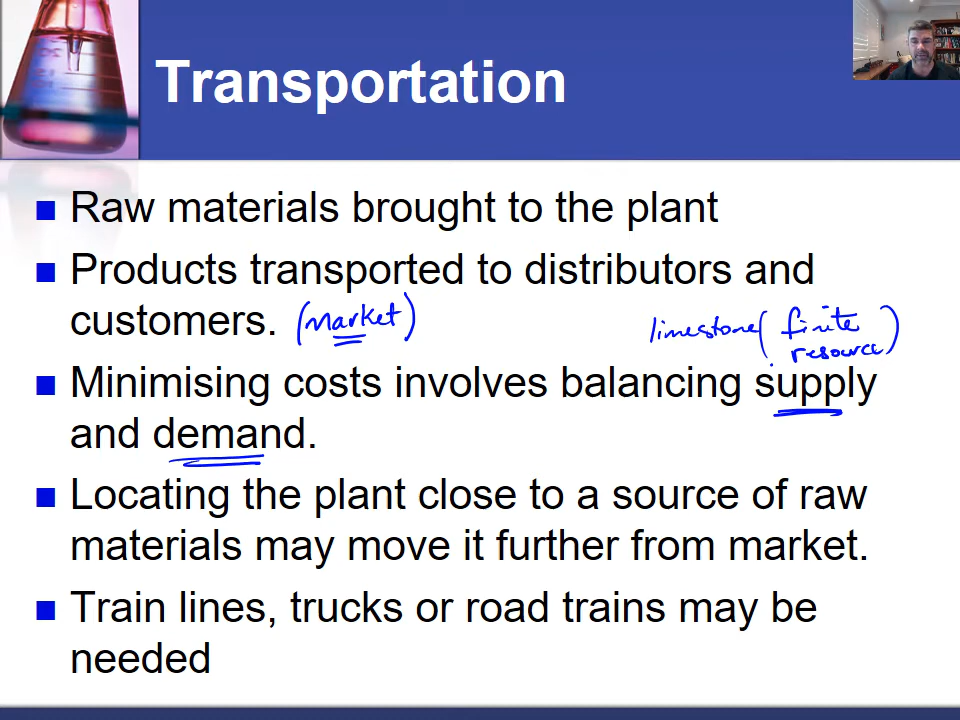 Transportation
Raw materials brought to the plant
Products transported to distributors and
customers. (market)
limestone (finite
resource)
Minimising costs involves balancing supply
and demand.
Locating the plant close to a source of raw
materials may move it further from market.
Train lines, trucks or road trains may be
needed